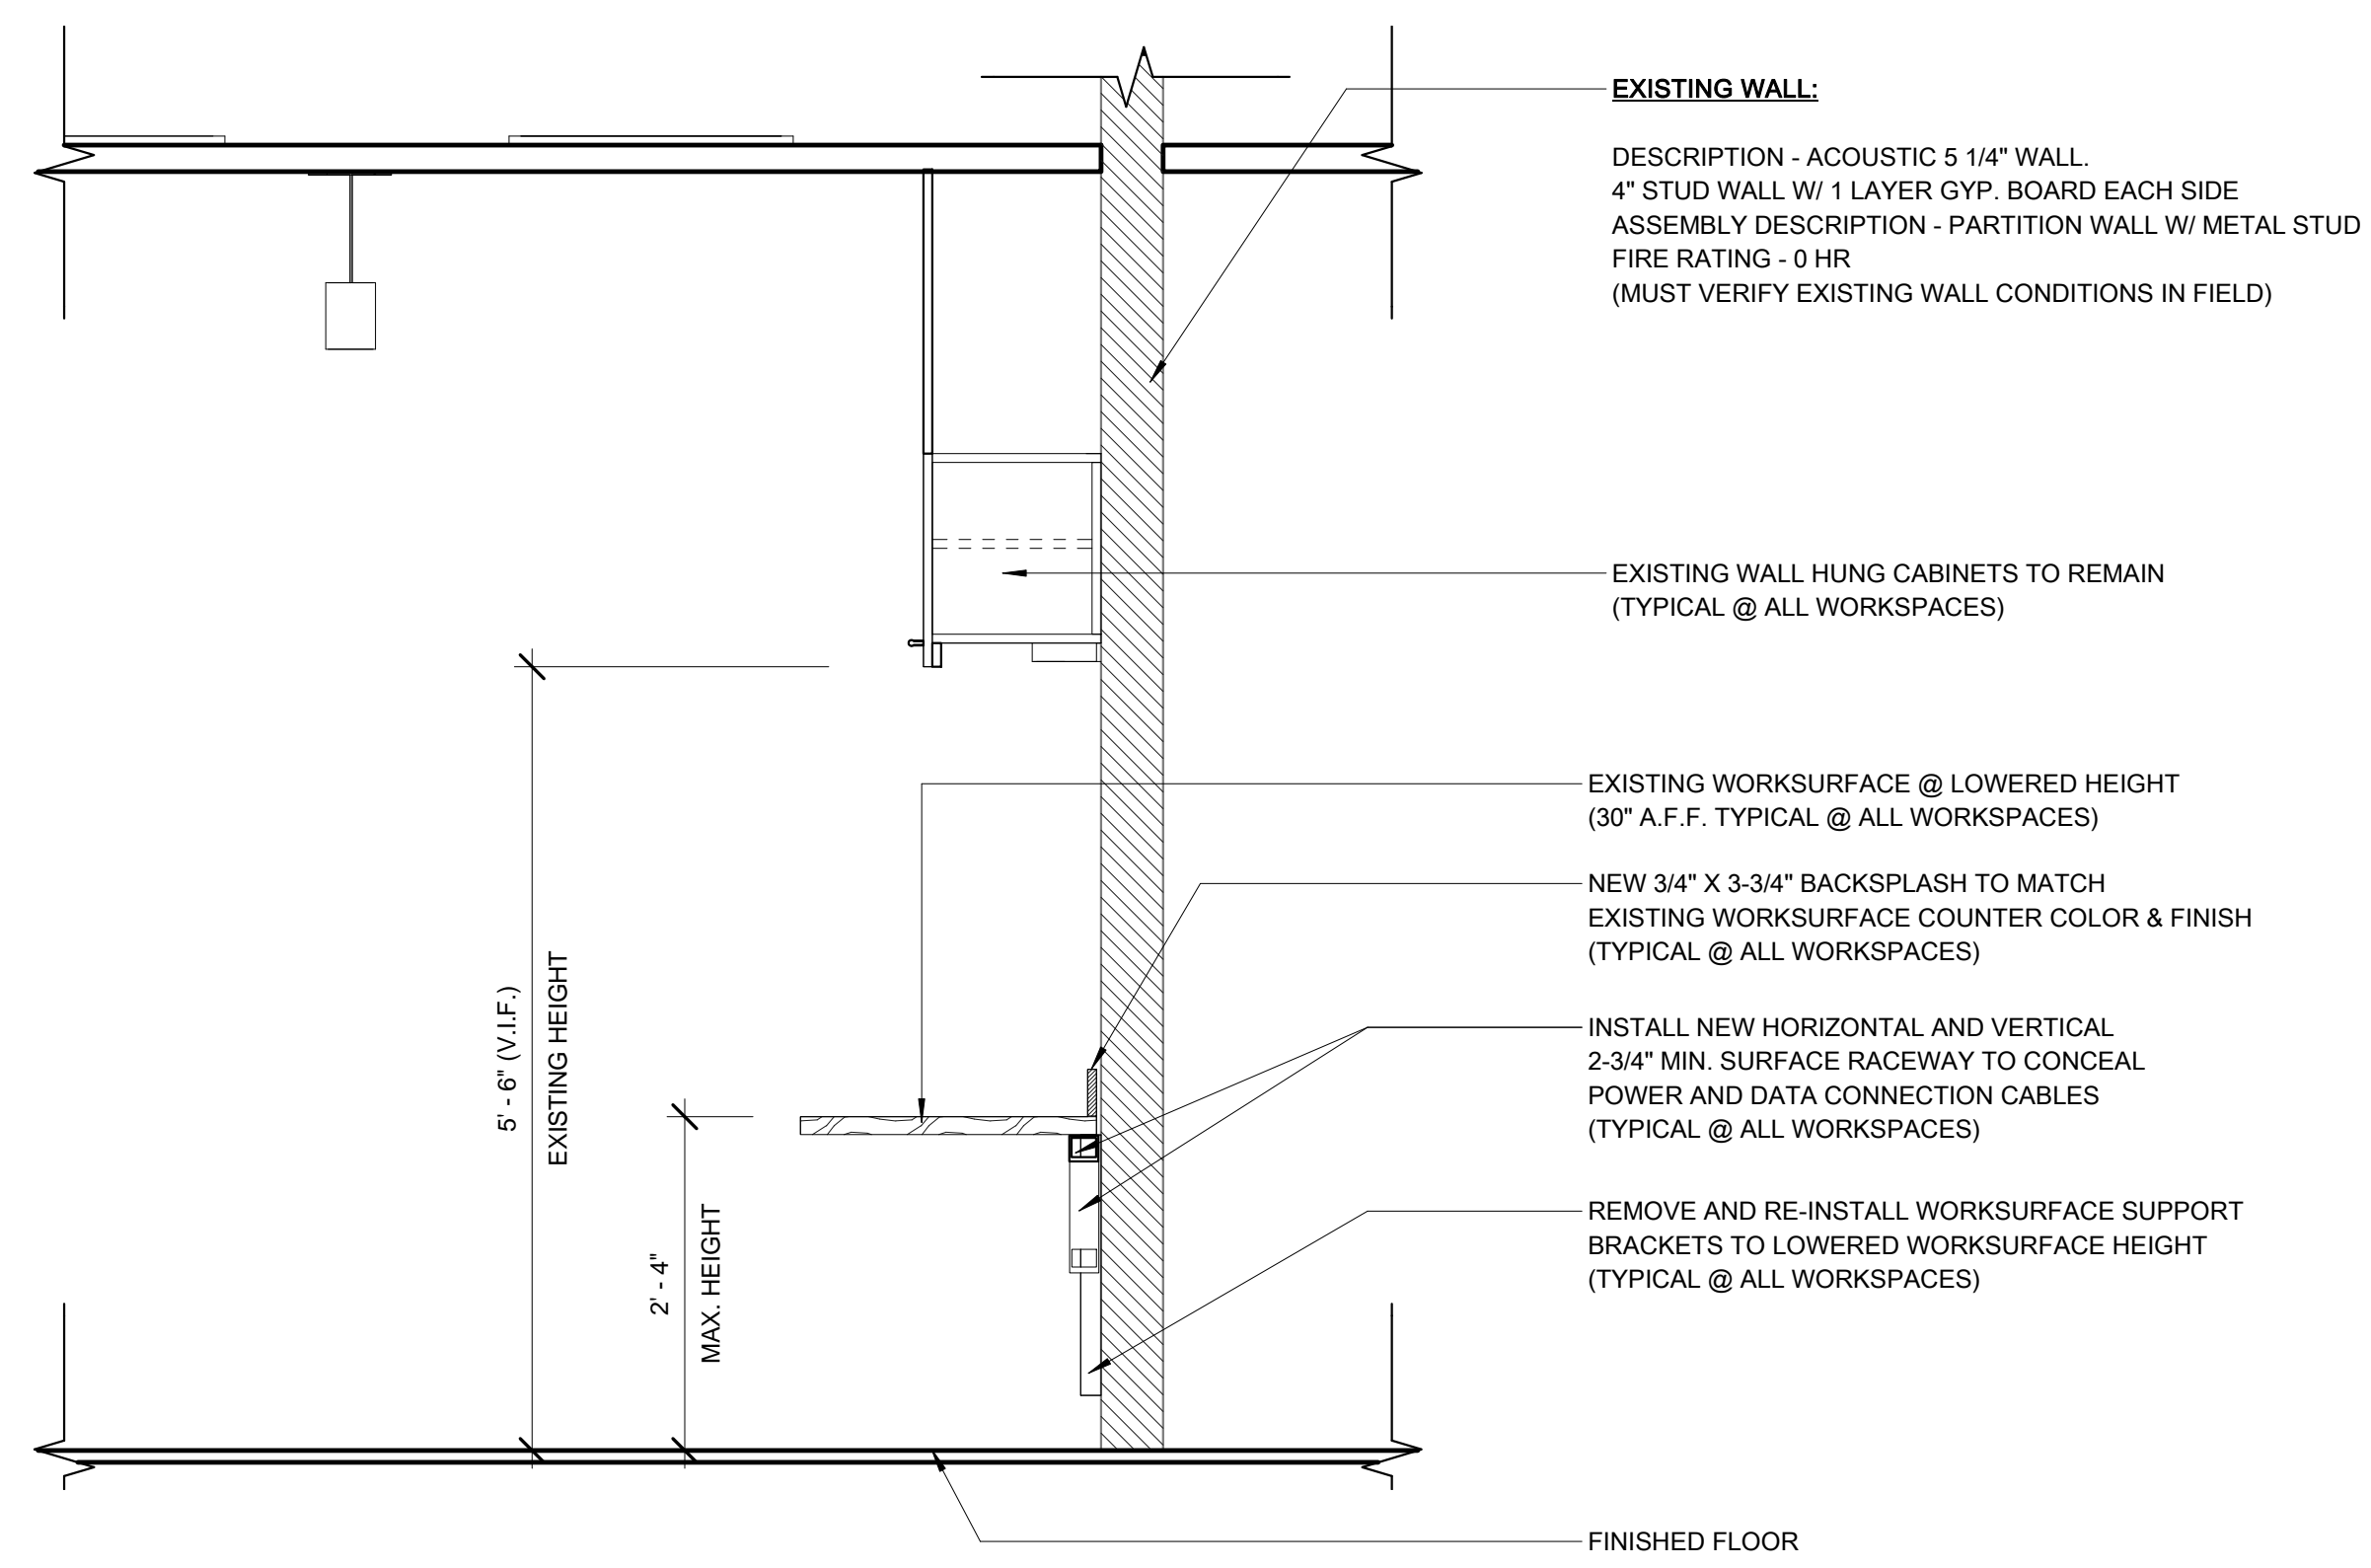 EXISTING WALL:
DESCRIPTION - ACOUSTIC 5 1/4" WALL.
4" STUD WALL W/ 1 LAYER GYP. BOARD EACH SIDE
ASSEMBLY DESCRIPTION - PARTITION WALL W/ METAL STUD
FIRE RATING - 0 HR
(MUST VERIFY EXISTING WALL CONDITIONS IN FIELD)
EXISTING WALL HUNG CABINETS TO REMAIN
(TYPICAL @ ALL WORKSPACES)
EXISTING WORKSURFACE @ LOWERED HEIGHT
(30" A.F.F. TYPICAL @ ALL WORKSPACES)
NEW 3/4" X 3-3/4" BACKSPLASH TO MATCH
EXISTING WORKSURFACE COUNTER COLOR & FINISH
(TYPICAL @ ALL WORKSPACES)
INSTALL NEW HORIZONTAL AND VERTICAL
2-3/4" MIN. SURFACE RACEWAY TO CONCEAL
POWER AND DATA CONNECTION CABLES
(TYPICAL @ ALL WORKSPACES)
REMOVE AND RE-INSTALL WORKSURFACE SUPPORT
BRACKETS TO LOWERED WORKSURFACE HEIGHT
(TYPICAL @ ALL WORKSPACES)
FINISHED FLOOR
5' - 6" (V.I.F.)
EXISTING HEIGHT
2' - 4"
MAX. HEIGHT